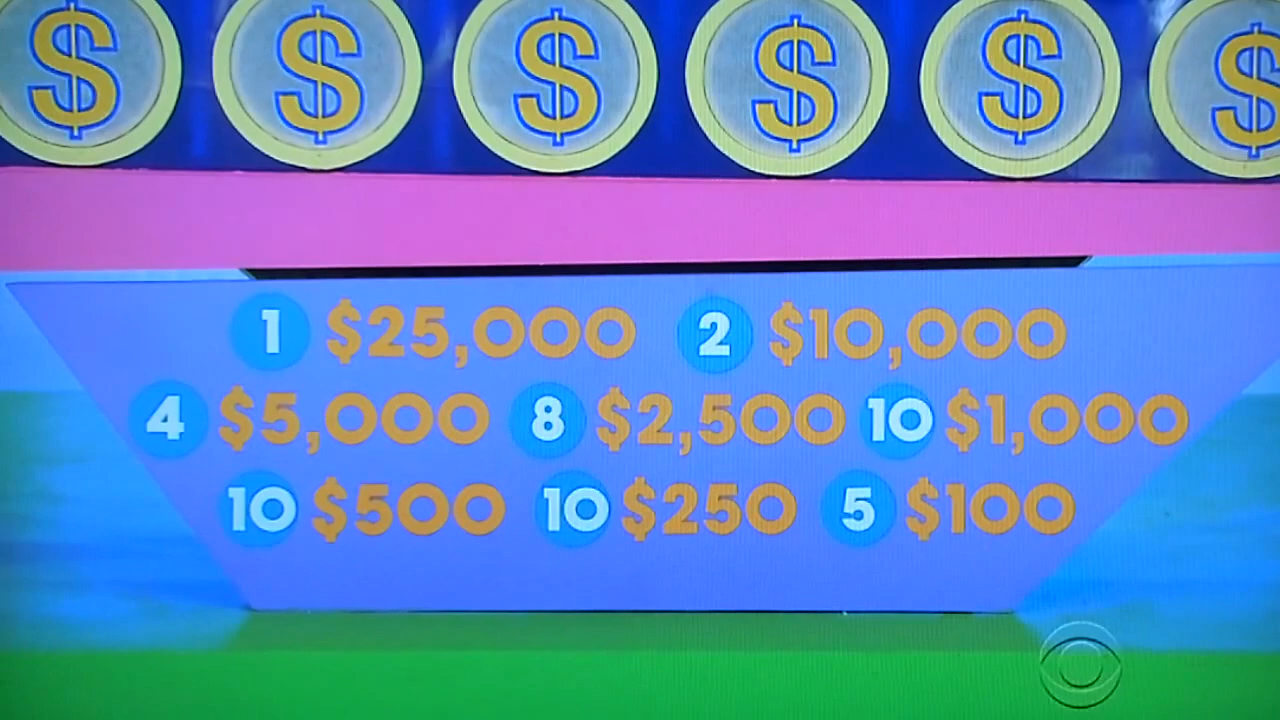 $ $ $ $ $ $
1 $25,000 2 $10,000
4 $5,000 8 $2,500 10 $1,000
10 $500 10 $250 5 $100